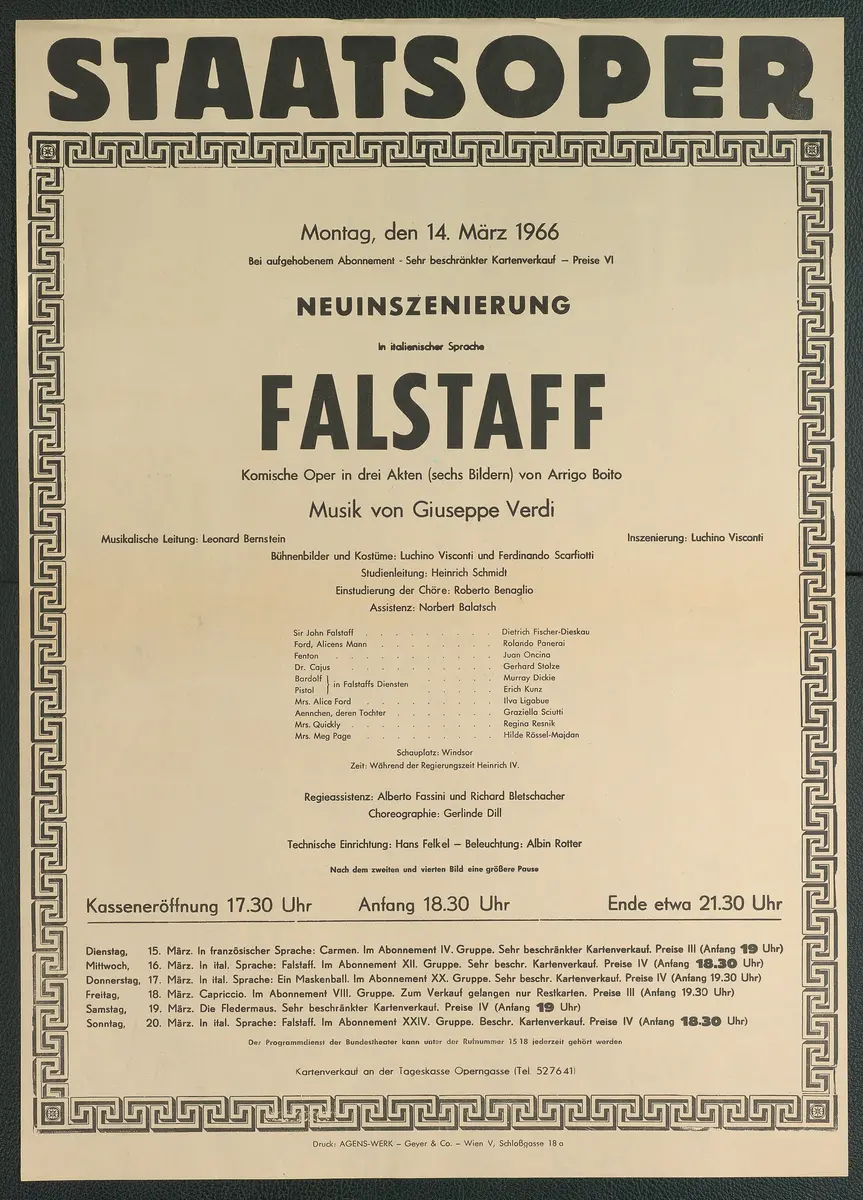 STAATSOPER
Montag, den 14. März 1966
Bei aufgehobenem Abonnement - Sehr beschränkter Kartenverkauf – Preise VI
NEUINSZENIERUNG
In italienischer Sprache
FALSTAFF
Komische Oper in drei Akten (sechs Bildern) von Arrigo Boito
Musik von Giuseppe Verdi
Musikalische Leitung: Leonard Bernstein Inszenierung: Luchino Visconti
Bühnenbilder und Kostüme: Luchino Visconti und Ferdinando Scarfiotti
Studienleitung: Heinrich Schmidt
Einstudierung der Chöre: Roberto Benaglio
Assistenz: Norbert Balatsch
Sir John Falstaff . . . . . . . . Dietrich Fischer-Dieskau
Ford, Alicens Mann . . . . . . . Rolando Panerai
Fenton . . . . . . . . . . Juan Oncina
Dr. Cajus . . . . . . . . . Gerhard Stolze
Bardolf } in Falstaffs Diensten . . . . . Murray Dickie
Pistol } . . . . . Erich Kunz
Mrs. Alice Ford . . . . . . . . Ilva Ligabue
Aennchen, deren Tochter . . . . . . Graziella Sciutti
Mrs. Quickly . . . . . . . . . Regina Resnik
Mrs. Meg Page . . . . . . . . Hilde Rössel-Majdan
Schauplatz: Windsor
Zeit: Während der Regierungszeit Heinrich IV.
Regieassistenz: Alberto Fassini und Richard Bletschacher
Choreographie: Gerlinde Dill
Technische Einrichtung: Hans Felkel – Beleuchtung: Albin Rotter
Nach dem zweiten und vierten Bild eine größere Pause
Kasseneröffnung 17.30 Uhr Anfang 18.30 Uhr Ende etwa 21.30 Uhr
Dienstag, 15. März. In französischer Sprache: Carmen. Im Abonnement IV. Gruppe. Sehr beschränkter Kartenverkauf. Preise III (Anfang 19 Uhr)
Mittwoch, 16. März. In ital. Sprache: Falstaff. Im Abonnement XII. Gruppe. Sehr beschr. Kartenverkauf. Preise IV (Anfang 18.30 Uhr)
Donnerstag, 17. März. In ital. Sprache: Ein Maskenball. Im Abonnement XX. Gruppe. Sehr beschr. Kartenverkauf. Preise IV (Anfang 19.30 Uhr)
Freitag, 18. März. Capriccio. Im Abonnement VIII. Gruppe. Zum Verkauf gelangen nur Restkarten. Preise III (Anfang 19.30 Uhr)
Samstag, 19. März. Die Fledermaus. Sehr beschränkter Kartenverkauf. Preise IV (Anfang 19 Uhr)
Sonntag, 20. März. In ital. Sprache: Falstaff. Im Abonnement XXIV. Gruppe. Beschr. Kartenverkauf. Preise IV (Anfang 18.30 Uhr)
Der Programmdienst der Bundestheater kann unter der Rufnummer 15 18 jederzeit gehört werden
Kartenverkauf an der Tageskasse Operngasse (Tel. 52 76 41)
Druck: AGENS-WERK – Geyer & Co. – Wien V, Schloßgasse 18 a